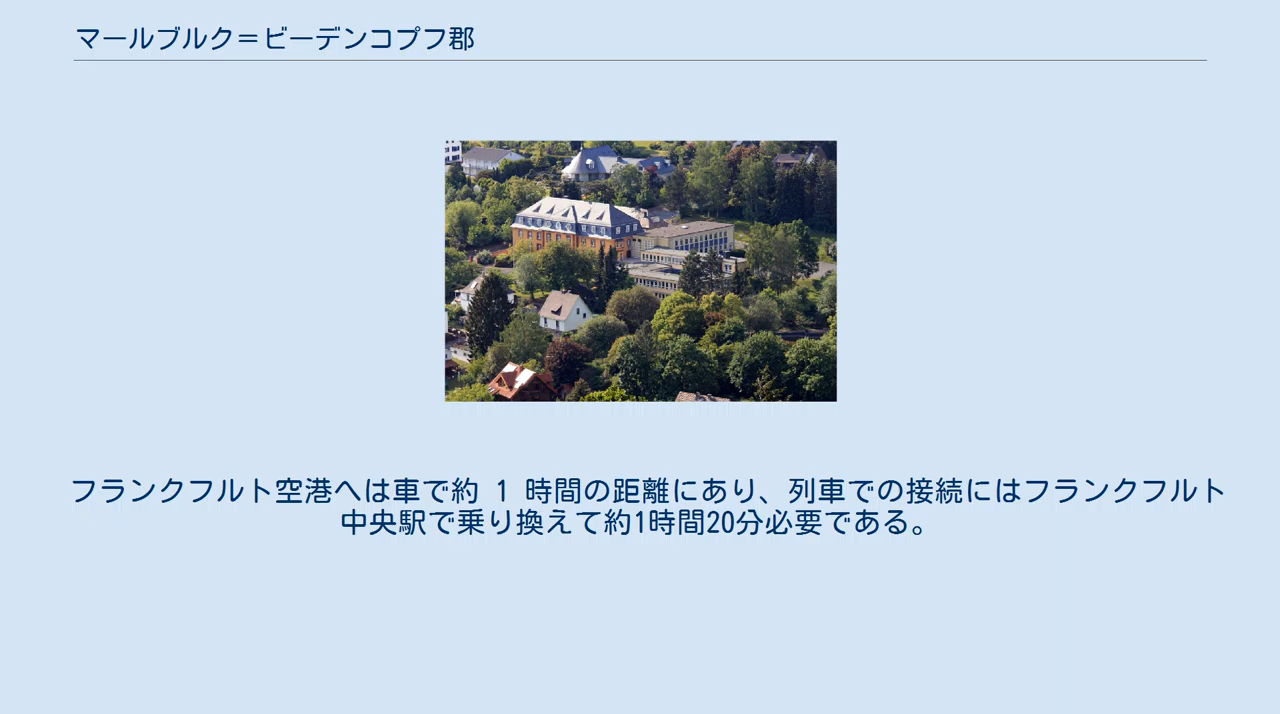 マールブルク＝ビーデンコプフ郡
フランクフルト空港へは車で約 1 時間の距離にあり、列車での接続にはフランクフルト
中央駅で乗り換えて約1時間20分必要である。